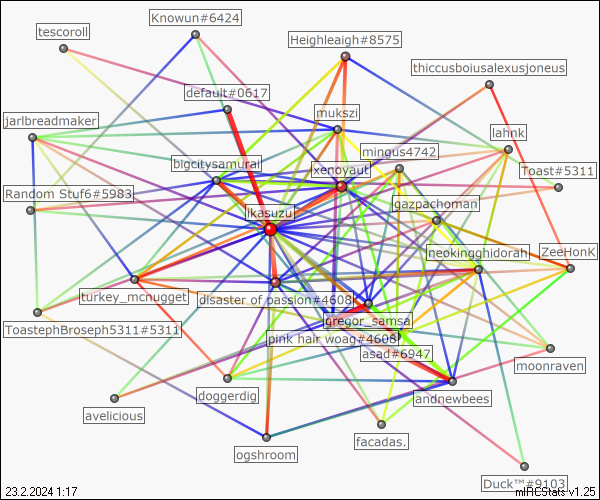 Knowun#6424
tescoroll
Heighleaigh#8575
thiccusboiusalexusjoneus
default#0617
mukszi
jarlbreadmaker
lahnk
mingus4742
bigcitysamurai
xenoyaut
Toast#5311
Random Stuf6#5983
gazpachoman
ikasuzu
neokingghidorah
ZeeHonK
turkey_mcnugget
disaster of passion#4608
gregor_samsa
ToastephBroseph5311#5311
pink hair woag#4608
asad#6947
moonraven
doggerdig
andnewbees
avelicious
facadas.
ogshroom
Duck™#9103
23.2.2024 1:17
mIRCStats v1.25